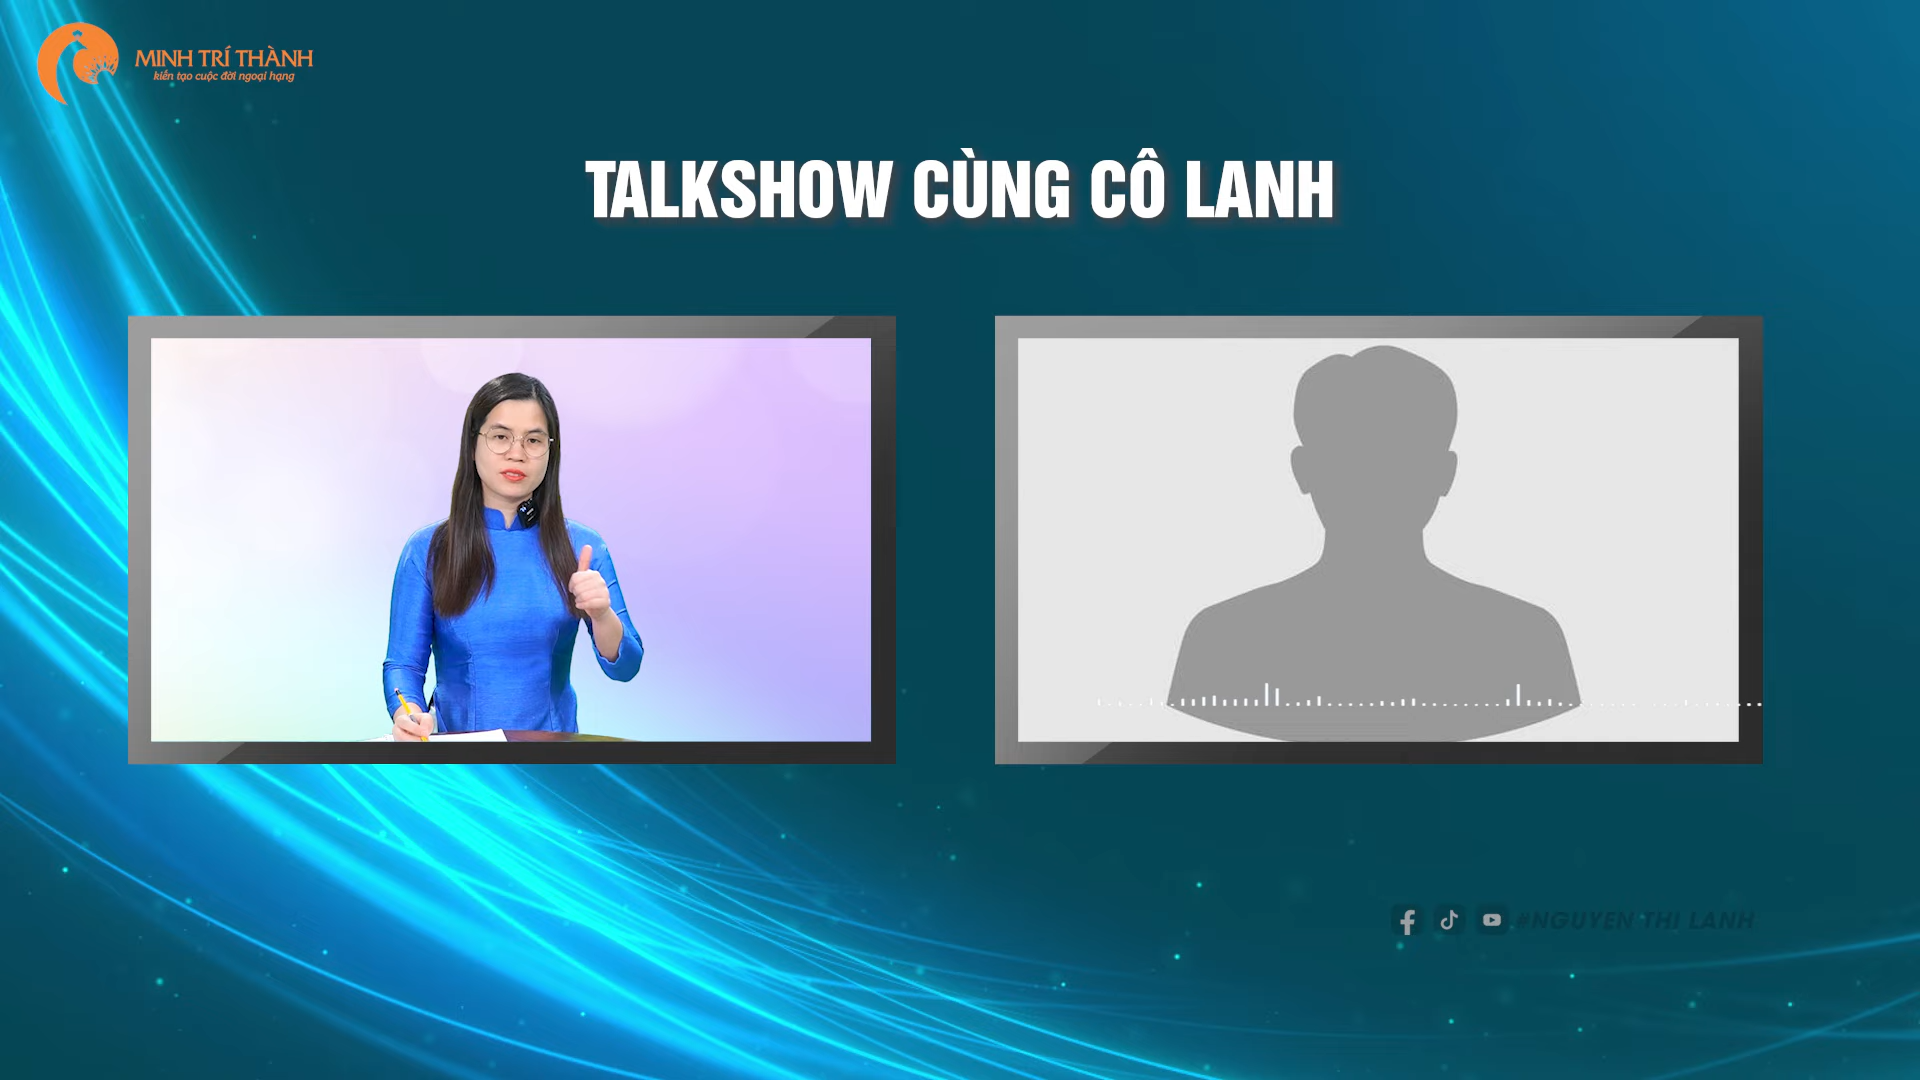 MINH TRÍ THÀNH
kiến tạo cuộc đời ngoại hạng
TALKSHOW CÙNG CÔ LANH
#NGUYEN THI LANH